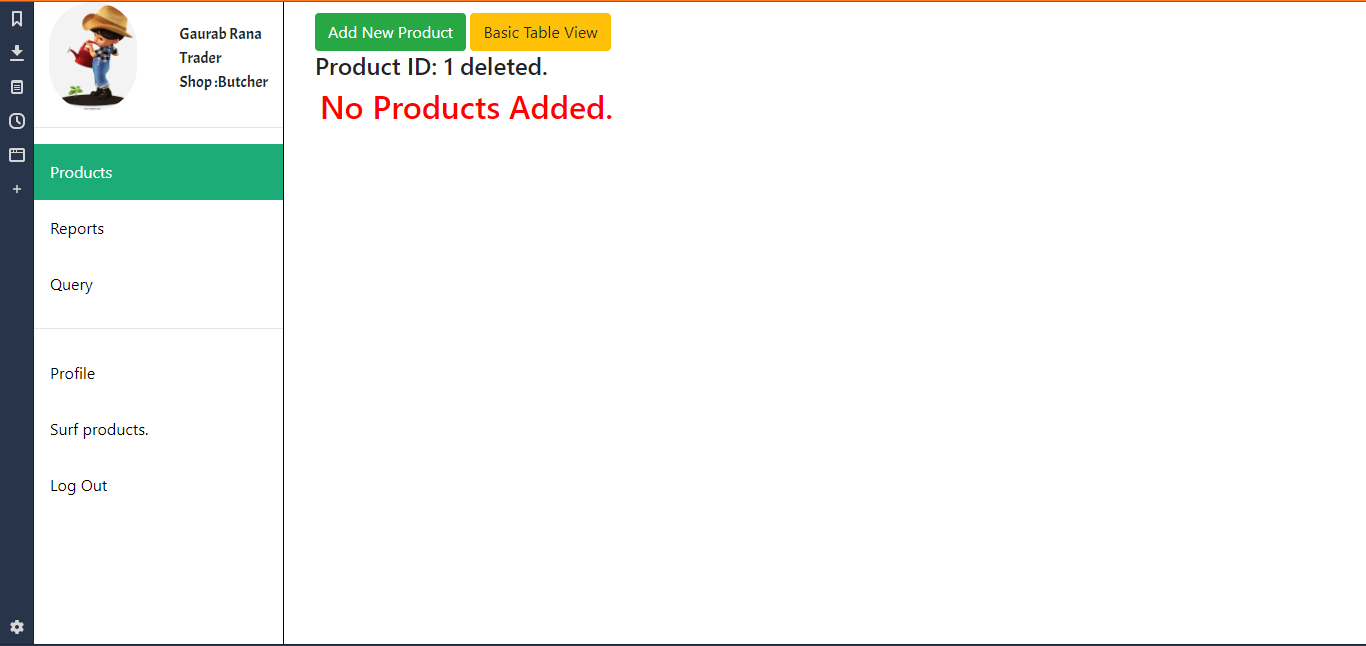 Gaurab Rana
Trader
Shop :Butcher
Products
Reports
Query
Profile
Surf products.
Log Out
Add New Product
Basic Table View
Product ID: 1 deleted.
No Products Added.